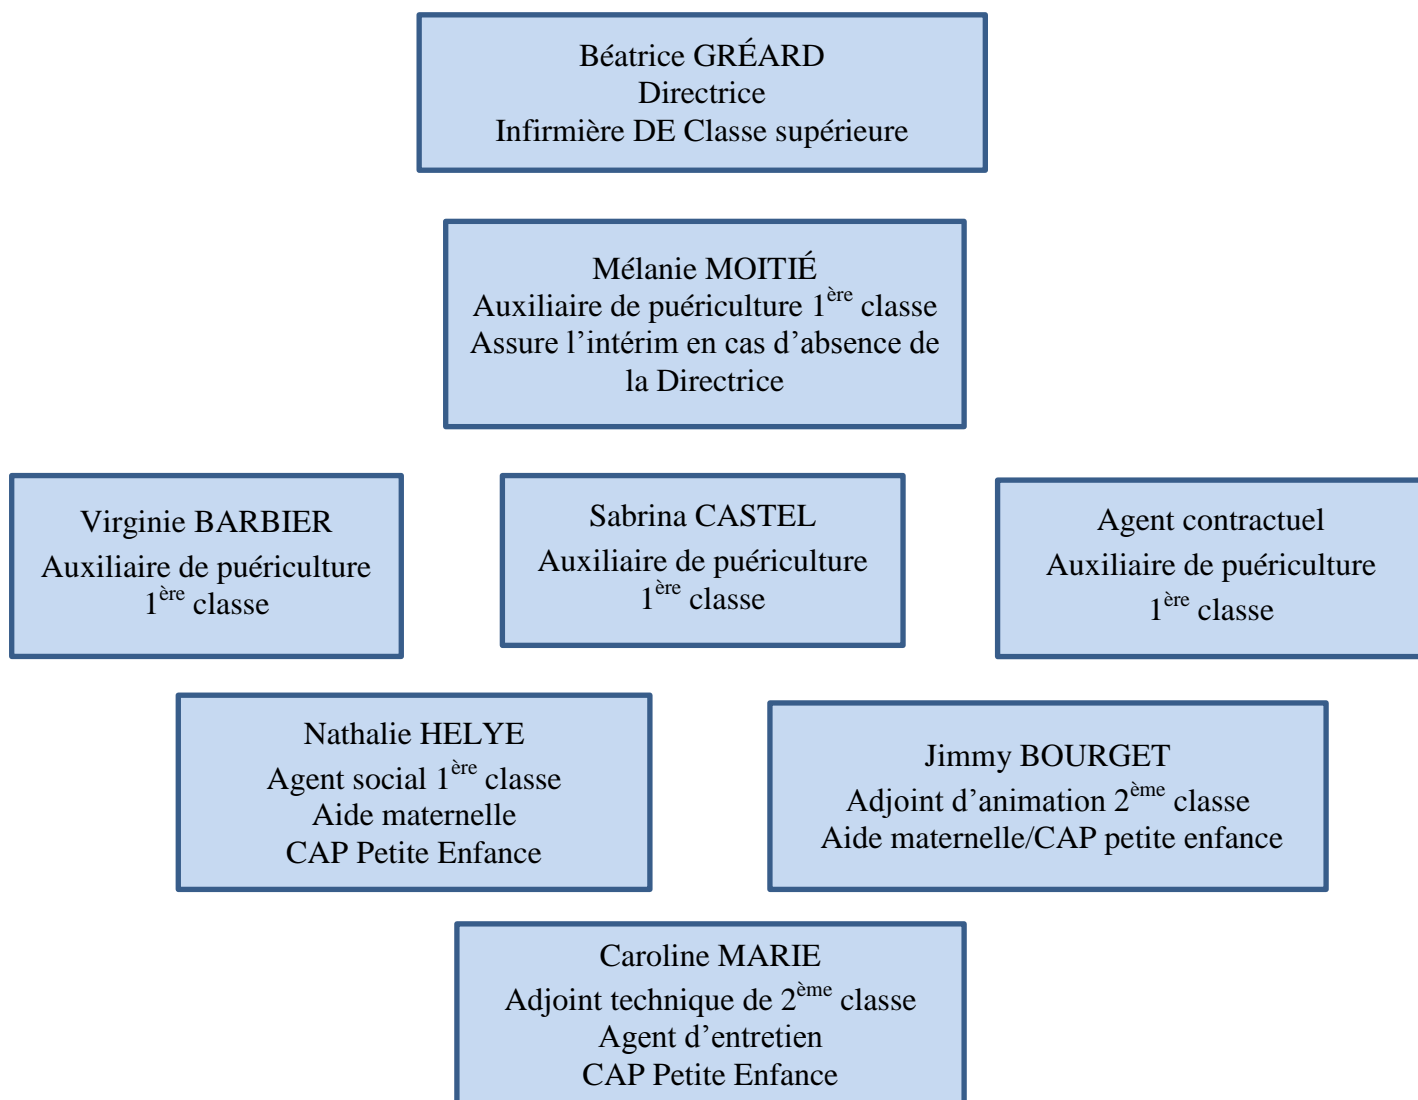 Béatrice GRÉARD
Directrice
Infirmière DE Classe supérieure
Mélanie MOITIÉ
Auxiliaire de puériculture 1ère classe
Assure l’intérim en cas d’absence de
la Directrice
Virginie BARBIER
Auxiliaire de puériculture
1ère classe
Sabrina CASTEL
Auxiliaire de puériculture
1ère classe
Agent contractuel
Auxiliaire de puériculture
1ère classe
Nathalie HELYE
Agent social 1ère classe
Aide maternelle
CAP Petite Enfance
Jimmy BOURGET
Adjoint d’animation 2ème classe
Aide maternelle/CAP petite enfance
Caroline MARIE
Adjoint technique de 2ème classe
Agent d’entretien
CAP Petite Enfance